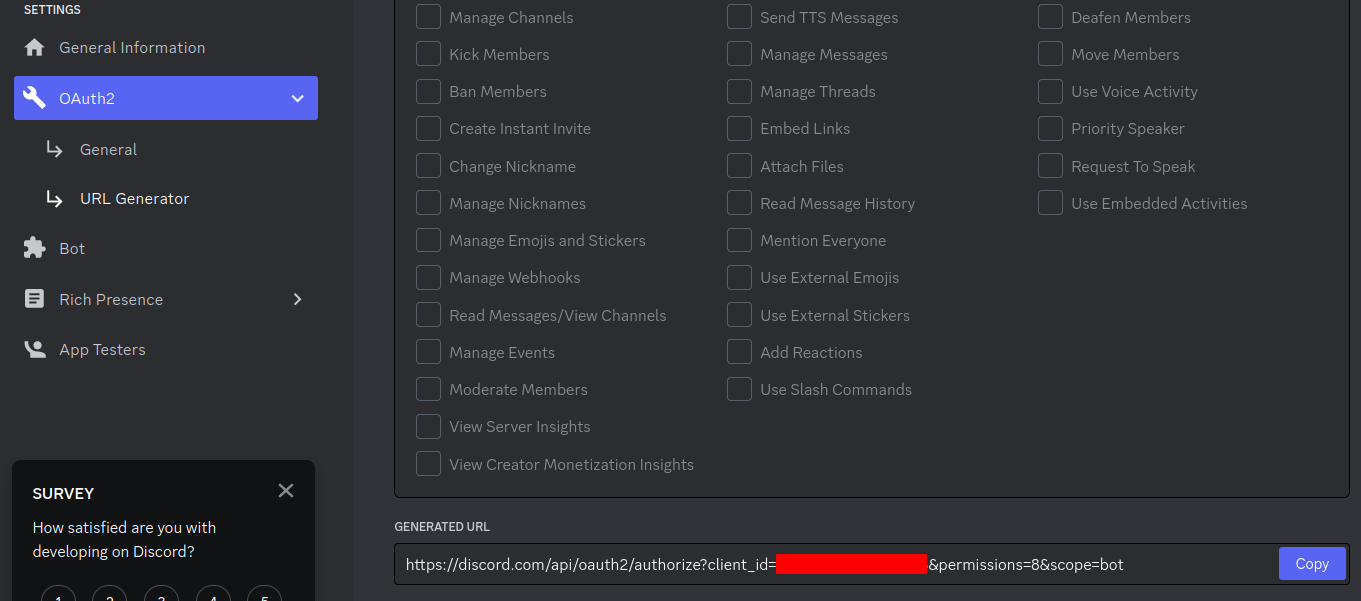 SETTINGS
General Information
OAuth2
General
URL Generator
Bot
Rich Presence
App Testers
SURVEY
How satisfied are you with
developing on Discord?
1 2 3 4 5
Manage Channels
Kick Members
Ban Members
Create Instant Invite
Change Nickname
Manage Nicknames
Manage Emojis and Stickers
Manage Webhooks
Read Messages/View Channels
Manage Events
Moderate Members
View Server Insights
View Creator Monetization Insights
Send TTS Messages
Manage Messages
Manage Threads
Embed Links
Attach Files
Read Message History
Mention Everyone
Use External Emojis
Use External Stickers
Add Reactions
Use Slash Commands
Deafen Members
Move Members
Use Voice Activity
Priority Speaker
Request To Speak
Use Embedded Activities
GENERATED URL
https://discord.com/api/oauth2/authorize?client_id= &permissions=8&scope=bot
Copy